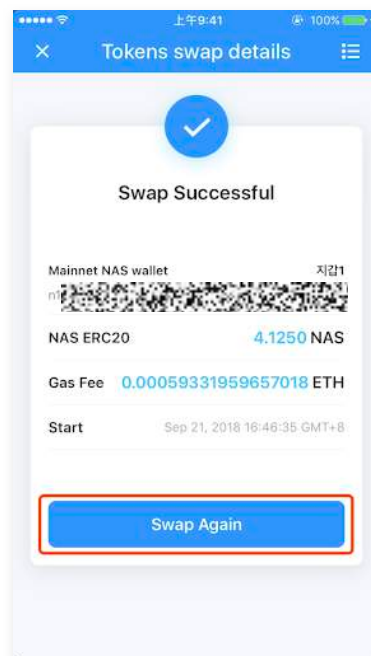 上午9:41
100%
Tokens swap details
Swap Successful
Mainnet NAS wallet 지갑1
NAS ERC20 4.1250 NAS
Gas Fee 0.00059331959657018 ETH
Start Sep 21, 2018 16:46:35 GMT+8
Swap Again